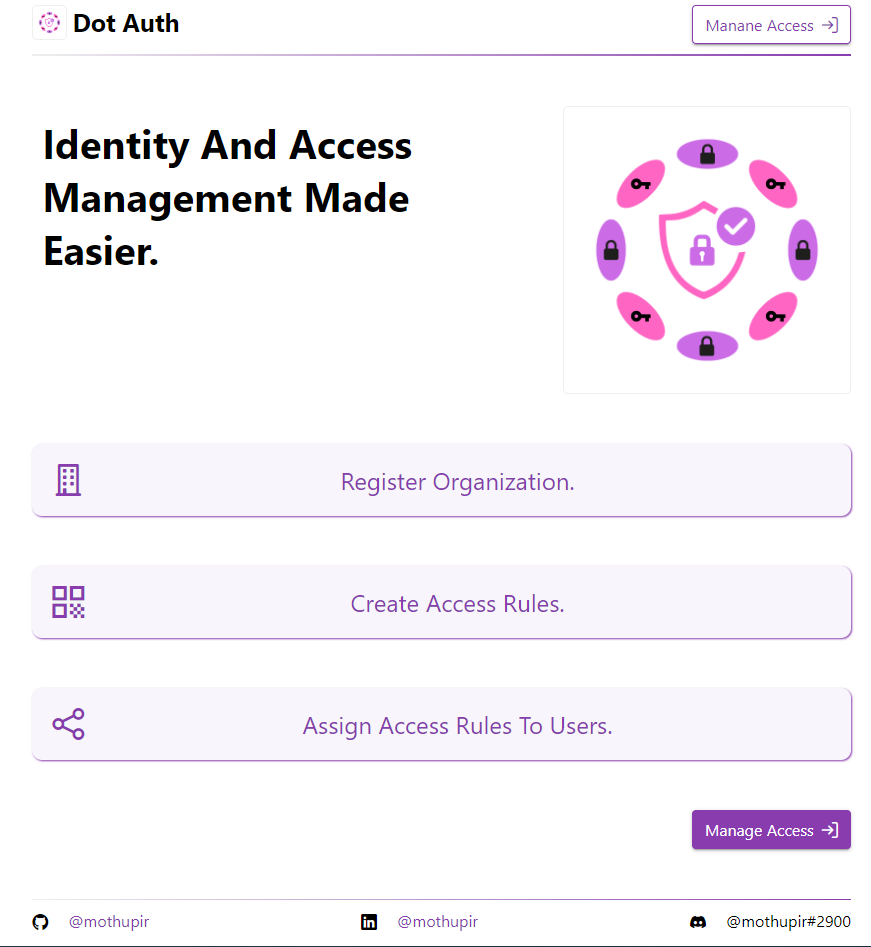 Dot Auth
Manane Access
Identity And Access
Management Made
Easier.
Register Organization.
Create Access Rules.
Assign Access Rules To Users.
Manage Access
@mothupir
@mothupir
@mothupir#2900